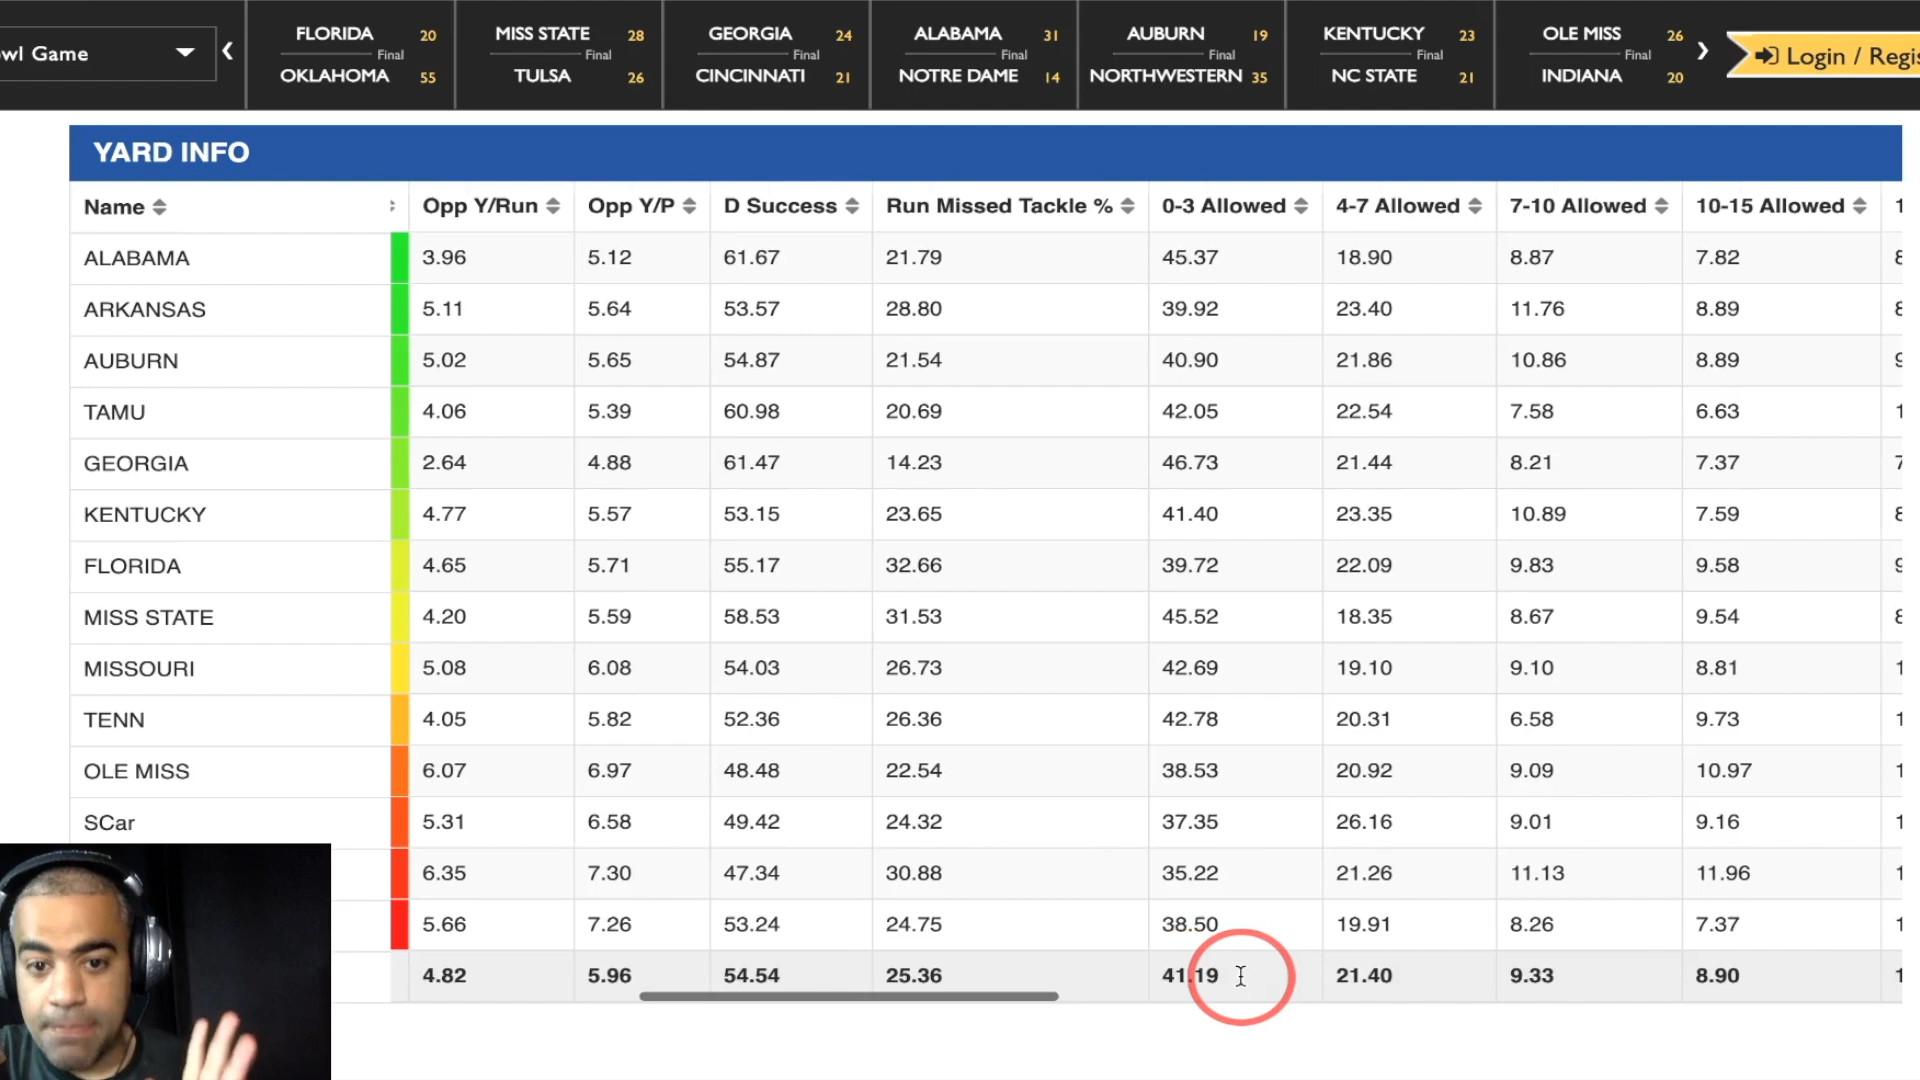 wl Game
FLORIDA 20
Final
OKLAHOMA 55
MISS STATE 28
Final
TULSA 26
GEORGIA 24
Final
CINCINNATI 21
ALABAMA 31
Final
NOTRE DAME 14
AUBURN 19
Final
NORTHWESTERN 35
KENTUCKY 23
Final
NC STATE 21
OLE MISS 26
Final
INDIANA 20
Login / Regis
YARD INFO
Name Opp Y/Run Opp Y/P D Success Run Missed Tackle % 0-3 Allowed 4-7 Allowed 7-10 Allowed 10-15 Allowed 1
ALABAMA 3.96 5.12 61.67 21.79 45.37 18.90 8.87 7.82
ARKANSAS 5.11 5.64 53.57 28.80 39.92 23.40 11.76 8.89
AUBURN 5.02 5.65 54.87 21.54 40.90 21.86 10.86 8.89
TAMU 4.06 5.39 60.98 20.69 42.05 22.54 7.58 6.63 1
GEORGIA 2.64 4.88 61.47 14.23 46.73 21.44 8.21 7.37 7
KENTUCKY 4.77 5.57 53.15 23.65 41.40 23.35 10.89 7.59
FLORIDA 4.65 5.71 55.17 32.66 39.72 22.09 9.83 9.58
MISS STATE 4.20 5.59 58.53 31.53 45.52 18.35 8.67 9.54
MISSOURI 5.08 6.08 54.03 26.73 42.69 19.10 9.10 8.81 1
TENN 4.05 5.82 52.36 26.36 42.78 20.31 6.58 9.73 1
OLE MISS 6.07 6.97 48.48 22.54 38.53 20.92 9.09 10.97 1
SCar 5.31 6.58 49.42 24.32 37.35 26.16 9.01 9.16 1
6.35 7.30 47.34 30.88 35.22 21.26 11.13 11.96 1
5.66 7.26 53.24 24.75 38.50 19.91 8.26 7.37 1
4.82 5.96 54.54 25.36 41.19 21.40 9.33 8.90 1